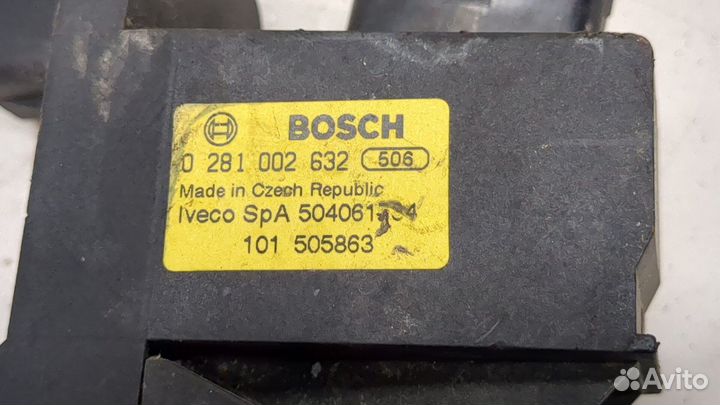 BOSCH
0 281 002 632 506
Made in Czech Republic
Iveco SpA
101 505863
Avito